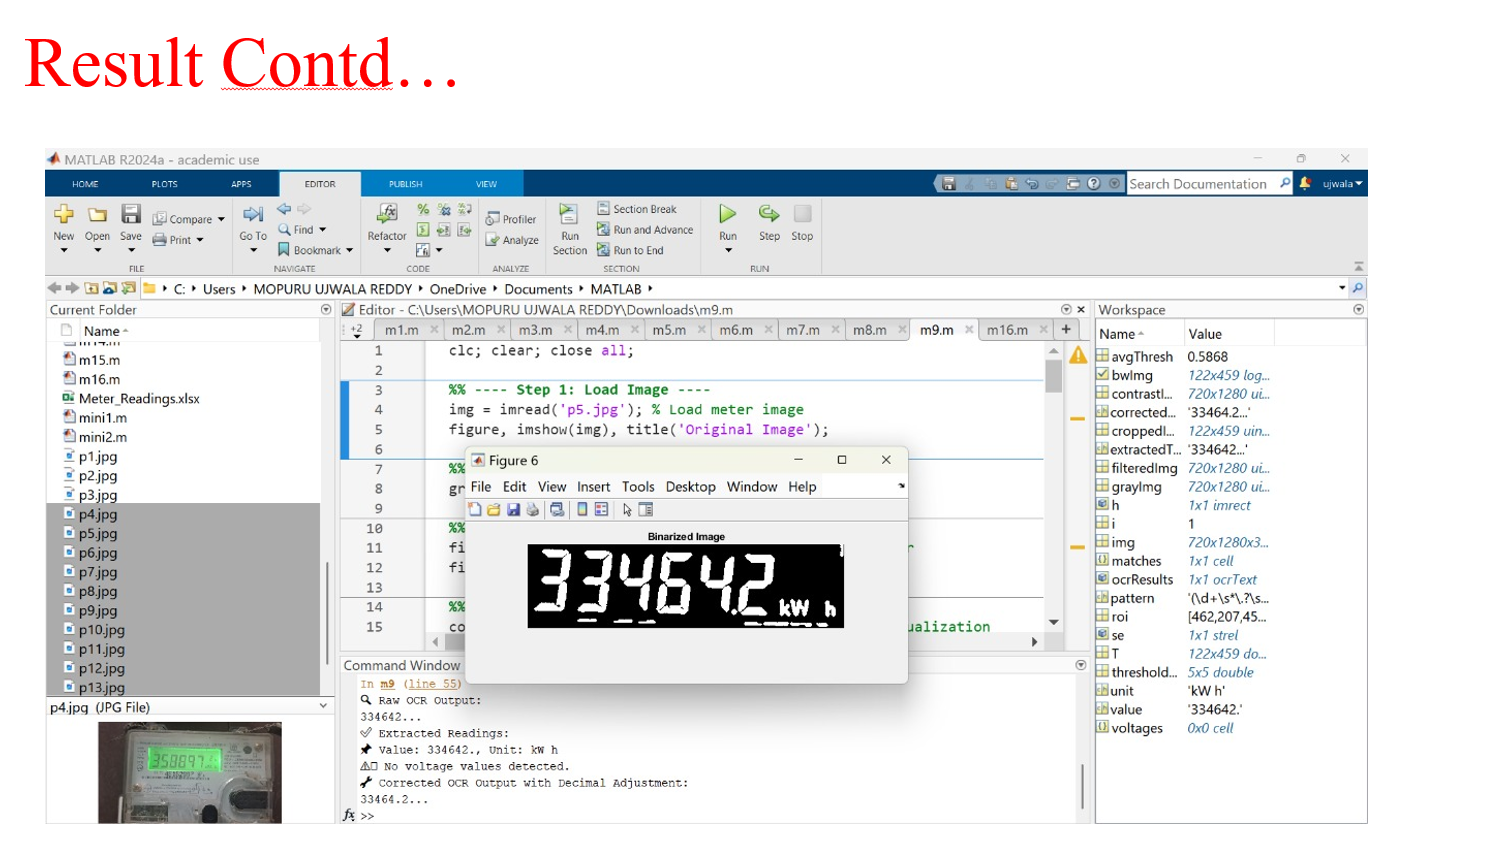 Result Contd…
MATLAB R2024a - academic use
HOME PLOTS APPS EDITOR PUBLISH VIEW Search Documentation ujwala
New Open Save Compare Print Go To Find Bookmark Refactor Profiler Analyze Run Section Section Break Run and Advance Run to End Run Step Stop
FILE NAVIGATE CODE ANALYZE SECTION RUN
C: Users MOPURU UJWALA REDDY OneDrive Documents MATLAB
Current Folder
Name
m15.m
m16.m
Meter_Readings.xlsx
mini1.m
mini2.m
p1.jpg
p2.jpg
p3.jpg
p4.jpg
p5.jpg
p6.jpg
p7.jpg
p8.jpg
p9.jpg
p10.jpg
p11.jpg
p12.jpg
p13.jpg
p4.jpg (JPG File)
Editor - C:\Users\MOPURU UJWALA REDDY\Downloads\m9.m
+2 m1.m m2.m m3.m m4.m m5.m m6.m m7.m m8.m m9.m m16.m +
1 clc; clear; close all;
2
3 %% ---- Step 1: Load Image ----
4 img = imread('p5.jpg'); % Load meter image
5 figure, imshow(img), title('Original Image');
6
7 %%
8 gr
9
10 %%
11 fi
12 fi
13
14 %%
15 co ualization
Figure 6
File Edit View Insert Tools Desktop Window Help
Binarized Image
334642 kW h
Command Window
In m9 (line 55)
Raw OCR Output:
334642...
Extracted Readings:
Value: 334642., Unit: kW h
No voltage values detected.
Corrected OCR Output with Decimal Adjustment:
33464.2...
fx >>
Workspace
Name Value
avgThresh 0.5868
bwImg 122x459 log...
contrastI... 720x1280 ui...
corrected... '33464.2...'
croppedI... 122x459 uin...
extractedT... '334642...'
filteredImg 720x1280 ui...
grayImg 720x1280 ui...
h 1x1 imrect
i 1
img 720x1280x3...
matches 1x1 cell
ocrResults 1x1 ocrText
pattern '(\d+\s*\.?\s...
roi [462,207,45...
se 1x1 strel
T 122x459 do...
threshold... 5x5 double
unit 'kW h'
value '334642.'
voltages 0x0 cell